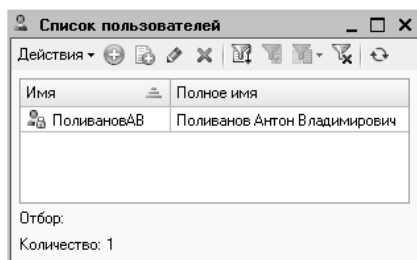 Список пользователей
Действия
Имя Полное имя
ПоливановАВ Поливанов Антон Владимирович
Отбор:
Количество: 1